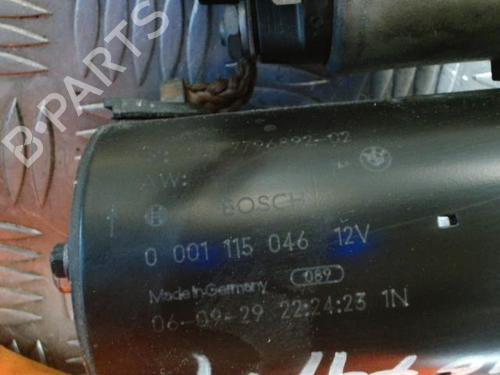 B-PARTS
7796892-02
AW:
BOSCH
0 001 115 046 12V
Made in Germany 089
06-09-29 22:24:23 1N